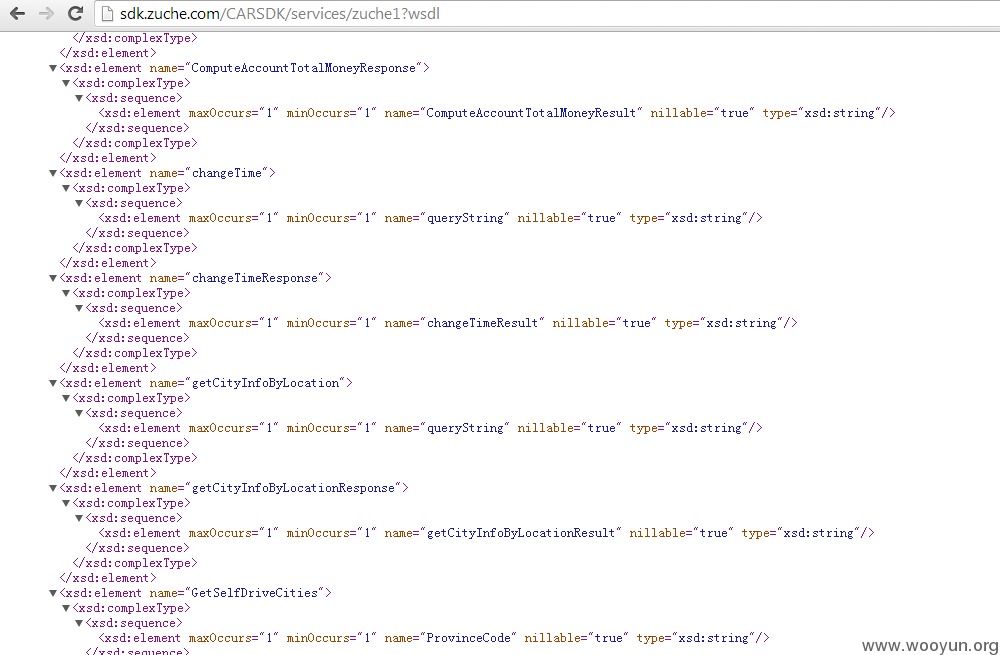 sdk.zuche.com/CARSDK/services/zuche1?wsdl
</xsd:complexType>
</xsd:element>
▼<xsd:element name="ComputeAccountTotalMoneyResponse">
▼<xsd:complexType>
▼<xsd:sequence>
<xsd:element maxOccurs="1" minOccurs="1" name="ComputeAccountTotalMoneyResult" nillable="true" type="xsd:string"/>
</xsd:sequence>
</xsd:complexType>
</xsd:element>
▼<xsd:element name="changeTime">
▼<xsd:complexType>
▼<xsd:sequence>
<xsd:element maxOccurs="1" minOccurs="1" name="queryString" nillable="true" type="xsd:string"/>
</xsd:sequence>
</xsd:complexType>
</xsd:element>
▼<xsd:element name="changeTimeResponse">
▼<xsd:complexType>
▼<xsd:sequence>
<xsd:element maxOccurs="1" minOccurs="1" name="changeTimeResult" nillable="true" type="xsd:string"/>
</xsd:sequence>
</xsd:complexType>
</xsd:element>
▼<xsd:element name="getCityInfoByLocation">
▼<xsd:complexType>
▼<xsd:sequence>
<xsd:element maxOccurs="1" minOccurs="1" name="queryString" nillable="true" type="xsd:string"/>
</xsd:sequence>
</xsd:complexType>
</xsd:element>
▼<xsd:element name="getCityInfoByLocationResponse">
▼<xsd:complexType>
▼<xsd:sequence>
<xsd:element maxOccurs="1" minOccurs="1" name="getCityInfoByLocationResult" nillable="true" type="xsd:string"/>
</xsd:sequence>
</xsd:complexType>
</xsd:element>
▼<xsd:element name="GetSelfDriveCities">
▼<xsd:complexType>
▼<xsd:sequence>
<xsd:element maxOccurs="1" minOccurs="1" name="ProvinceCode" nillable="true" type="xsd:string"/>
</xsd:sequence>
www.wooyun.org